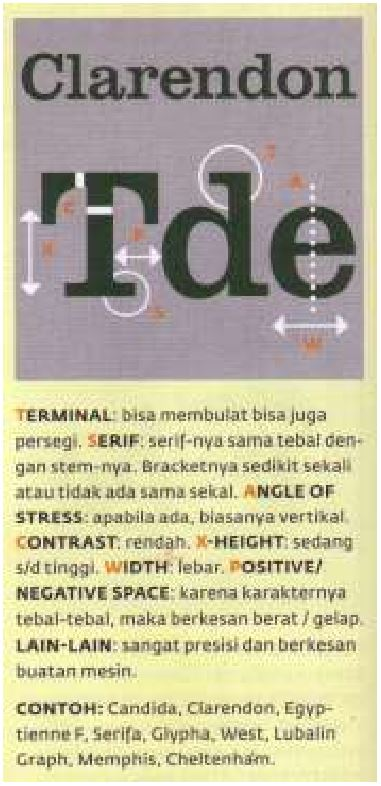 Clarendon
T
A
C
Tde
P
X
S
W
TERMINAL: bisa membulat bisa juga
persegi. SERIF: serif-nya sama tebal den-
gan stem-nya. Bracketnya sedikit sekali
atau tidak ada sama sekal. ANGLE OF
STRESS: apabila ada, biasanya vertikal.
CONTRAST: rendah. X-HEIGHT: sedang
s/d tinggi. WIDTH: lebar. POSITIVE/
NEGATIVE SPACE: karena karakternya
tebal-tebal, maka berkesan berat / gelap.
LAIN-LAIN: sangat presisi dan berkesan
buatan mesin.
CONTOH: Candida, Clarendon, Egyp-
tienne F, Serifa, Glypha, West, Lubalin
Graph, Memphis, Cheltenham.